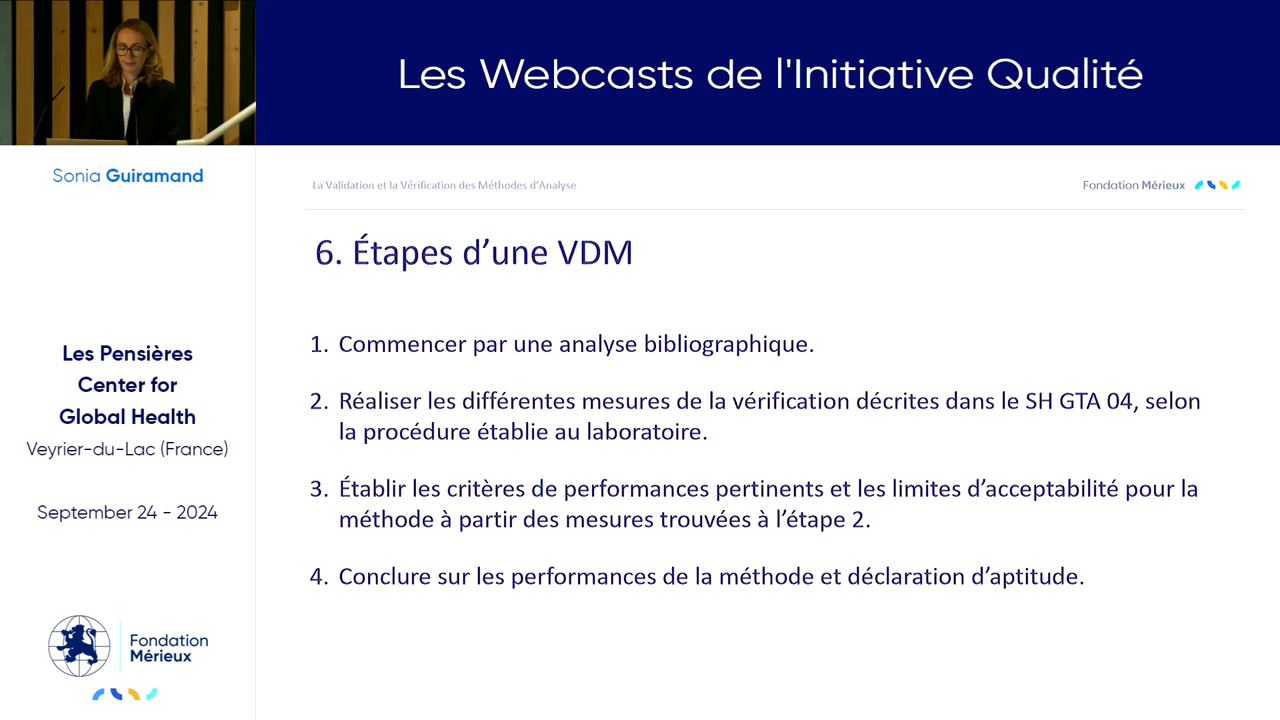 Les Webcasts de l'Initiative Qualité
Sonia Guiramand
Les Pensières
Center for
Global Health
Veyrier-du-Lac (France)
September 24 - 2024
Fondation
Mérieux
La Validation et la Vérification des Méthodes d’Analyse
Fondation Mérieux
6. Étapes d’une VDM
1. Commencer par une analyse bibliographique.
2. Réaliser les différentes mesures de la vérification décrites dans le SH GTA 04, selon
la procédure établie au laboratoire.
3. Établir les critères de performances pertinents et les limites d’acceptabilité pour la
méthode à partir des mesures trouvées à l’étape 2.
4. Conclure sur les performances de la méthode et déclaration d’aptitude.